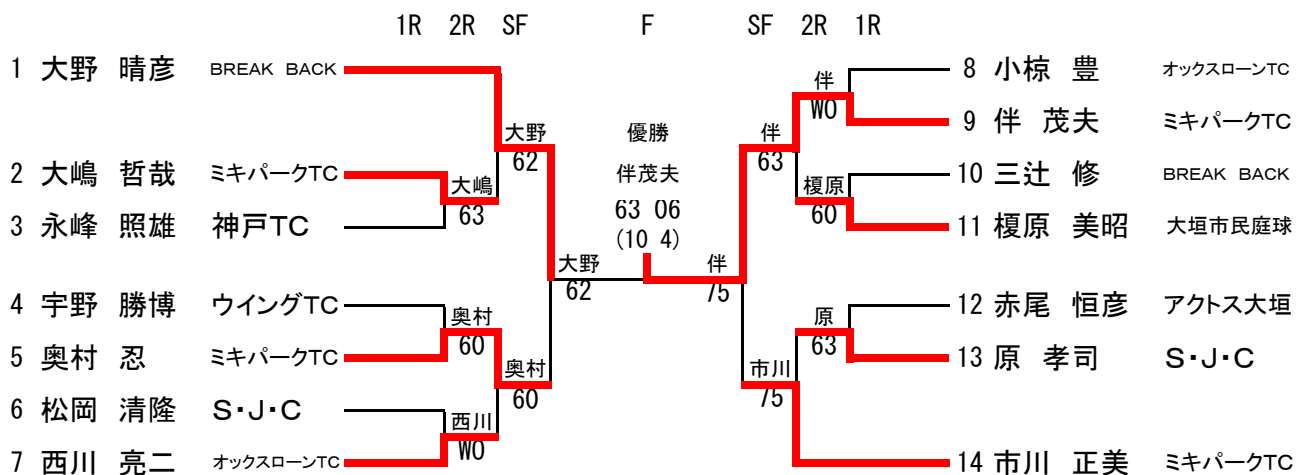 1R 2R SF F SF 2R 1R
1 大野 晴彦 BREAK BACK
2 大嶋 哲哉 ミキパークTC
3 永峰 照雄 神戸TC
4 宇野 勝博 ウイングTC
5 奥村 忍 ミキパークTC
6 松岡 清隆 S・J・C
7 西川 亮二 オックスローンTC
大嶋
63
奥村
60
西川
WO
大野
62
奥村
60
大野
62
優勝
伴茂夫
63 06
(10 4)
伴
75
伴
63
市川
75
伴
WO
榎原
60
原
63
8 小椋 豊 オックスローンTC
9 伴 茂夫 ミキパークTC
10 三辻 修 BREAK BACK
11 榎原 美昭 大垣市民庭球
12 赤尾 恒彦 アクトス大垣
13 原 孝司 S・J・C
14 市川 正美 ミキパークTC